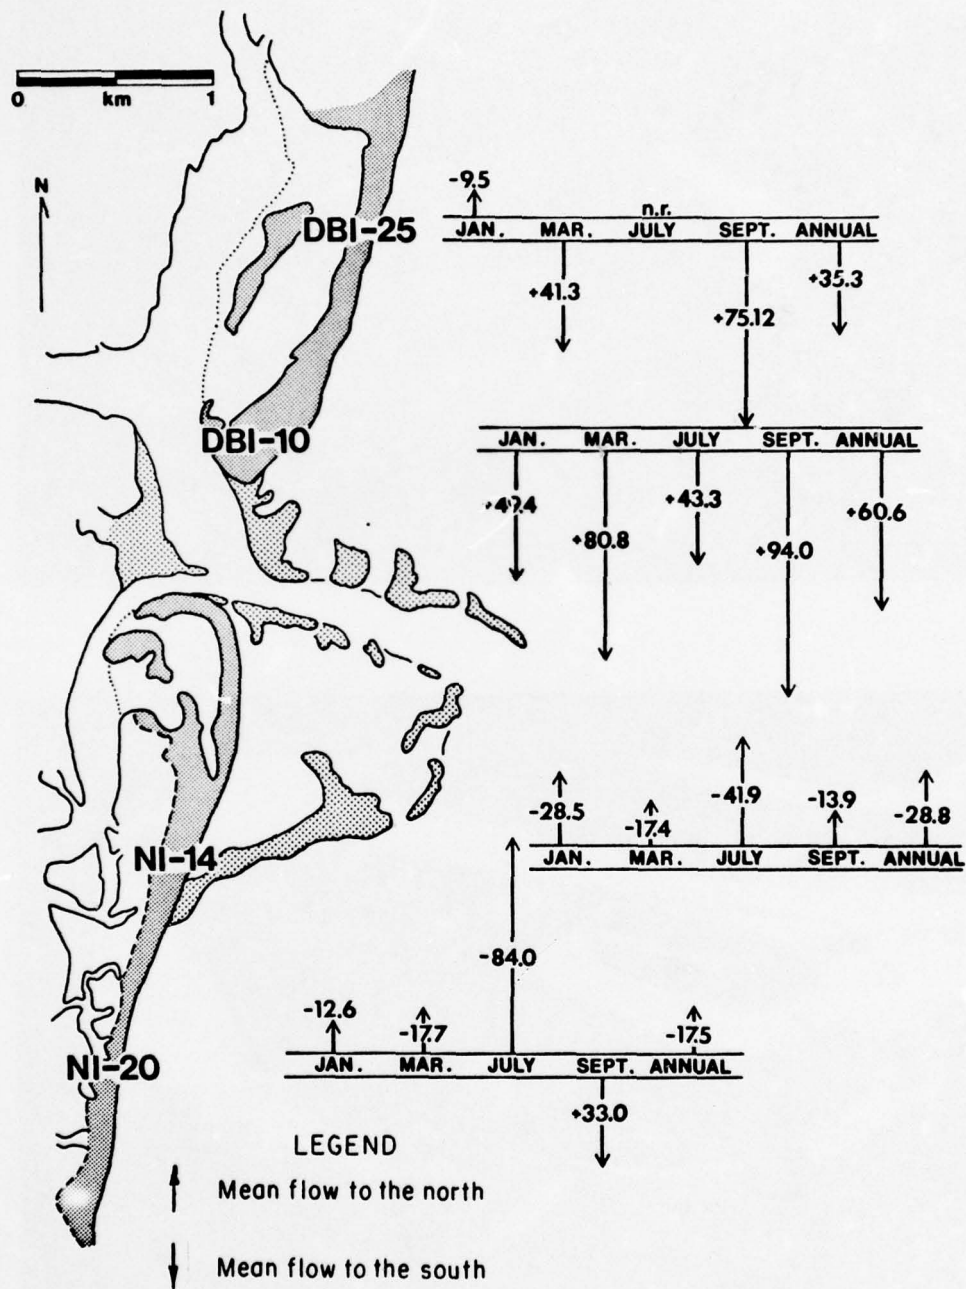 0 km 1
N
-9.5
n.r.
DBI-25
JAN. MAR. JULY SEPT. ANNUAL
+41.3
+75.12
+35.3
DBI-10
JAN. MAR. JULY SEPT. ANNUAL
+49.4
+80.8
+43.3
+94.0
+60.6
-28.5
-17.4
-41.9
-13.9
-28.8
NI-14
JAN. MAR. JULY SEPT. ANNUAL
-12.6
-17.7
-84.0
-17.5
NI-20
JAN. MAR. JULY SEPT. ANNUAL
+33.0
LEGEND
Mean flow to the north
Mean flow to the south